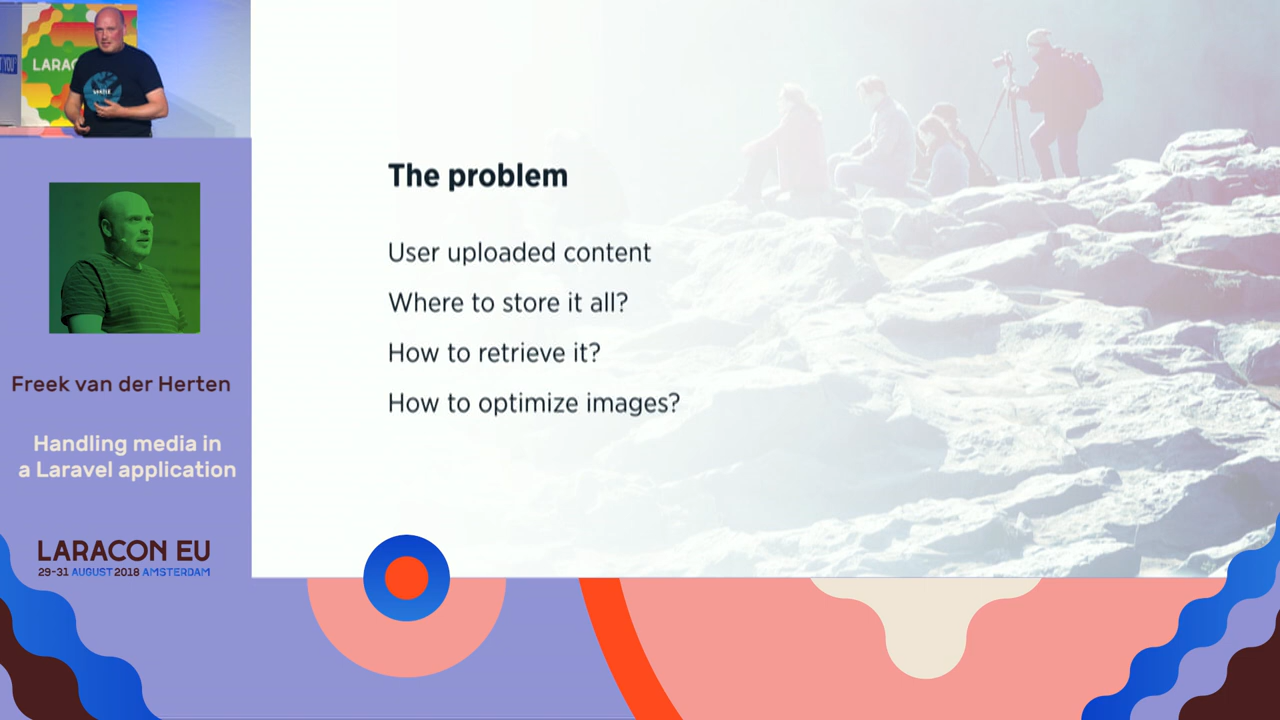 LARAC
The problem
User uploaded content
Where to store it all?
How to retrieve it?
How to optimize images?
Freek van der Herten
Handling media in
a Laravel application
LARACON EU
29-31 AUGUST 2018 AMSTERDAM